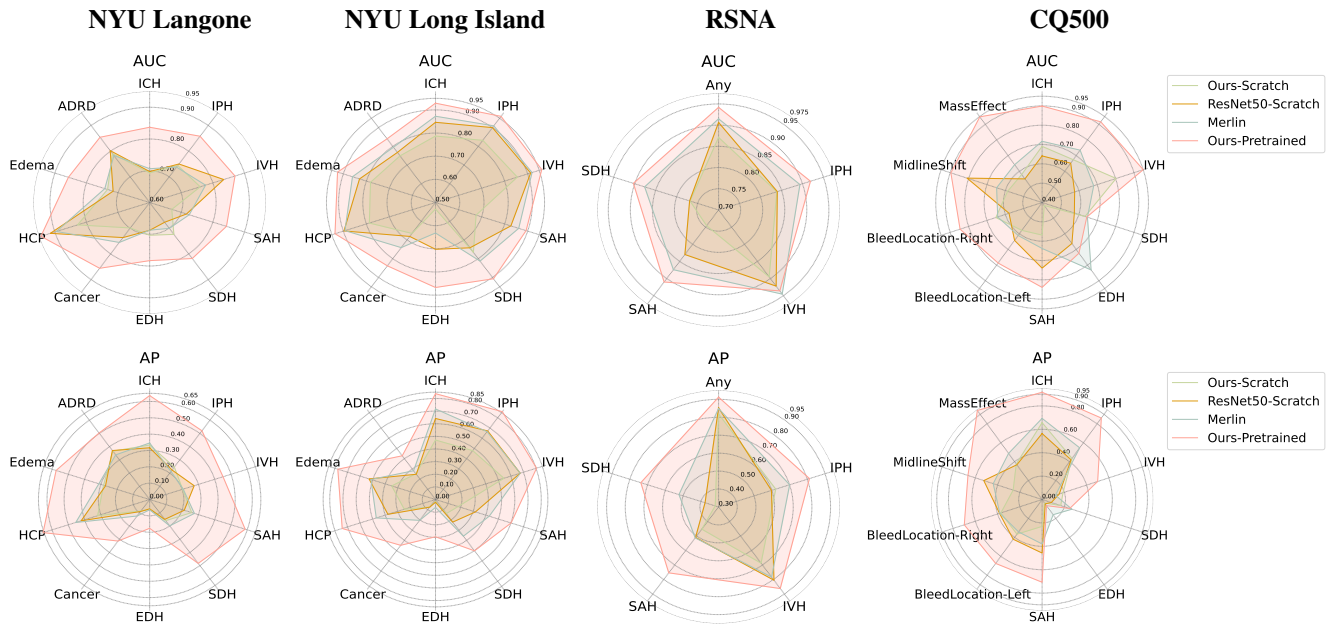 NYU Langone
NYU Long Island
RSNA
CQ500
AUC
ICH
IPH
IVH
SAH
SDH
EDH
Cancer
HCP
Edema
ADRD
0.60
0.70
0.80
0.90
0.95
AUC
ICH
IPH
IVH
SAH
SDH
EDH
Cancer
HCP
Edema
ADRD
0.50
0.60
0.70
0.80
0.90
0.95
AUC
Any
IPH
IVH
SAH
SDH
0.70
0.75
0.80
0.85
0.90
0.95
0.975
AUC
ICH
IPH
IVH
SDH
EDH
SAH
BleedLocation-Left
BleedLocation-Right
MidlineShift
MassEffect
0.40
0.50
0.60
0.70
0.80
0.90
0.95
Ours-Scratch
ResNet50-Scratch
Merlin
Ours-Pretrained
AP
ICH
IPH
IVH
SAH
SDH
EDH
Cancer
HCP
Edema
ADRD
0.00
0.10
0.20
0.30
0.40
0.50
0.60
0.65
AP
ICH
IPH
IVH
SAH
SDH
EDH
Cancer
HCP
Edema
ADRD
0.00
0.10
0.20
0.30
0.40
0.50
0.60
0.70
0.80
0.85
AP
Any
IPH
IVH
SAH
SDH
0.30
0.40
0.50
0.60
0.70
0.80
0.90
0.95
AP
ICH
IPH
IVH
SDH
EDH
SAH
BleedLocation-Left
BleedLocation-Right
MidlineShift
MassEffect
0.00
0.20
0.40
0.60
0.80
0.90
0.95
Ours-Scratch
ResNet50-Scratch
Merlin
Ours-Pretrained